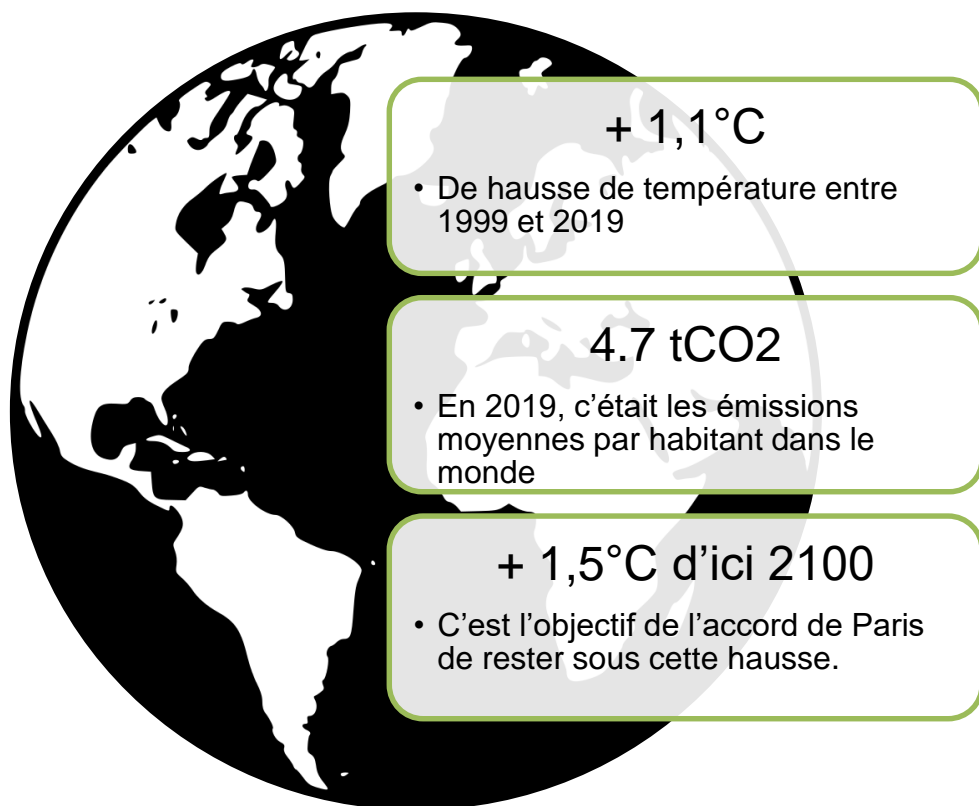 + 1,1°C
• De hausse de température entre
1999 et 2019
4.7 tCO2
• En 2019, c’était les émissions
moyennes par habitant dans le
monde
+ 1,5°C d’ici 2100
• C’est l’objectif de l’accord de Paris
de rester sous cette hausse.